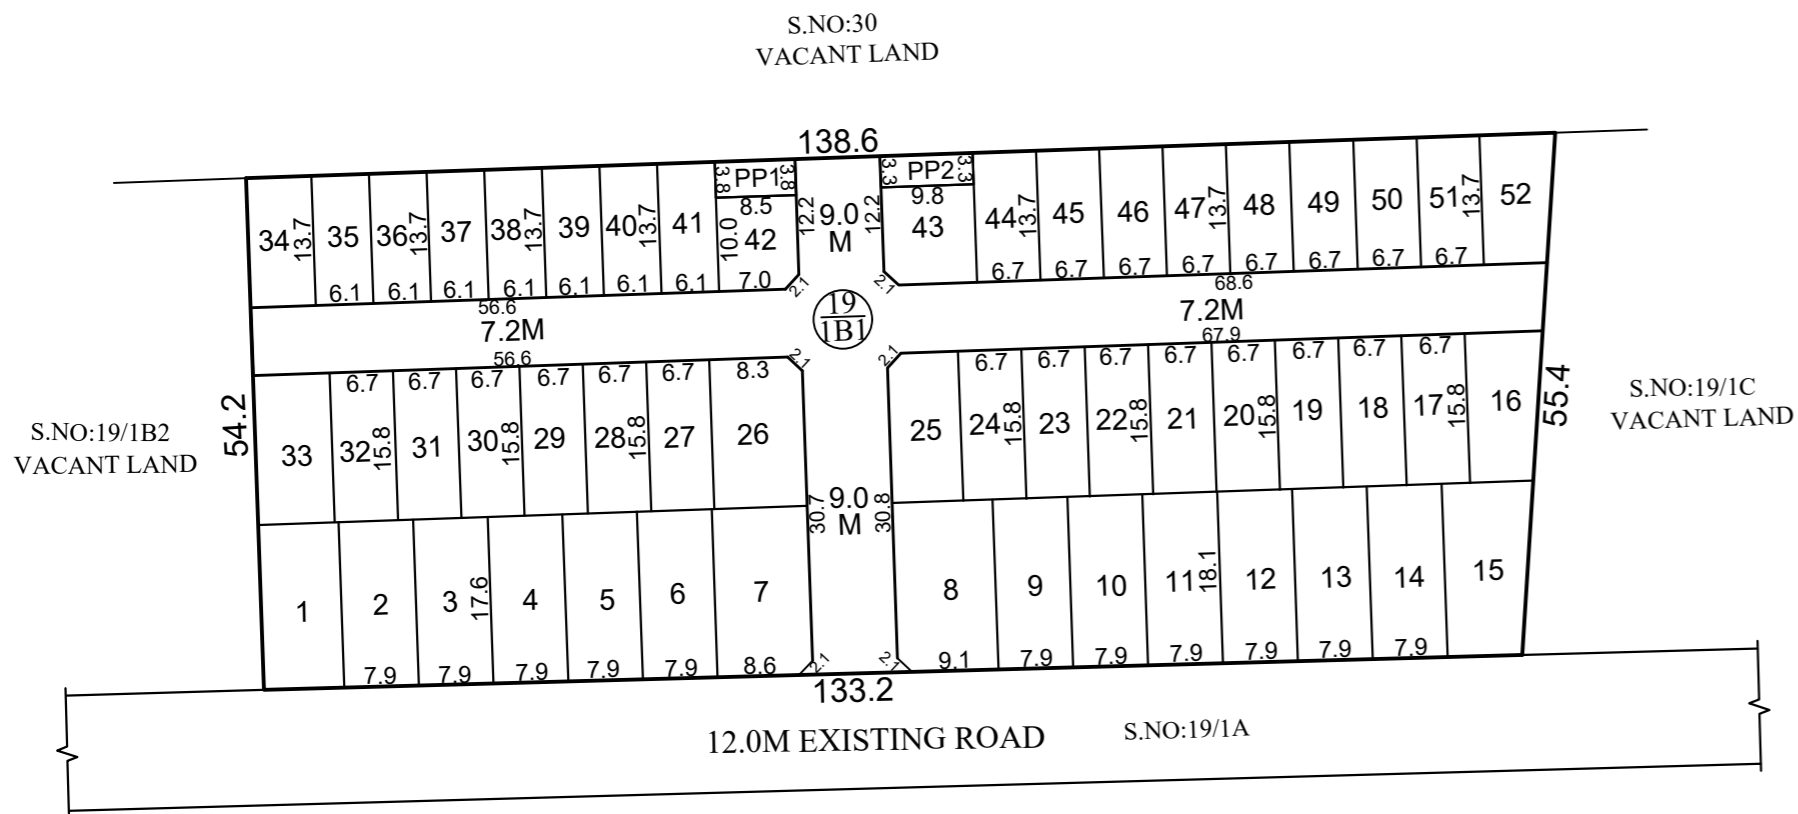 S.NO:30
VACANT LAND
138.6
3.8 PP1 3.8 3.3 PP2 3.3
8.5 9.8
34 13.7 35 36 13.7 37 38 13.7 39 40 13.7 41 10.0 42 12.2 9.0 12.2 43 44 13.7 45 46 47 13.7 48 49 50 51 13.7 52
M
6.1 6.1 6.1 6.1 6.1 6.1 6.1 7.0 2.1 2.1 6.7 6.7 6.7 6.7 6.7 6.7 6.7 6.7
56.6 68.6
7.2M 19 7.2M
1B1
56.6 67.9
2.1 2.1
6.7 6.7 6.7 6.7 6.7 6.7 8.3 6.7 6.7 6.7 6.7 6.7 6.7 6.7 6.7
54.2 55.4
S.NO:19/1B2
VACANT LAND
S.NO:19/1C
VACANT LAND
33 32 15.8 31 30 15.8 29 28 15.8 27 26 25 24 15.8 23 22 15.8 21 20 15.8 19 18 17 15.8 16
30.7 9.0 30.8
M
1 2 3 17.6 4 5 6 7 8 9 10 11 18.1 12 13 14 15
7.9 7.9 7.9 7.9 7.9 8.6 2.1 2.1 9.1 7.9 7.9 7.9 7.9 7.9 7.9
133.2
12.0M EXISTING ROAD S.NO:19/1A